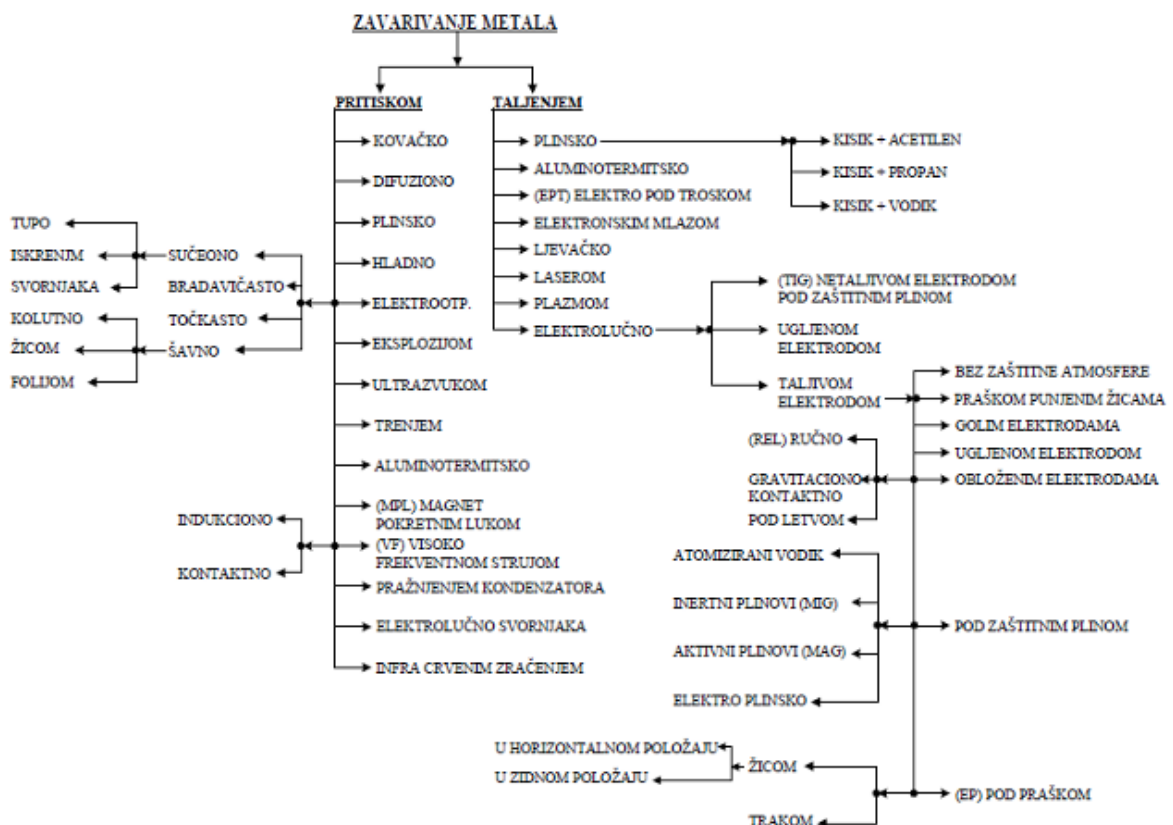 ZAVARIVANJE METALA
PRITISKOM
KOVAČKO
DIFUZIONO
PLINSKO
HLADNO
ELEKTROOTP.
EKSPLOZIJOM
ULTRAZVUKOM
TRENJEM
ALUMINOTERMITSKO
(MPL) MAGNET
POKRETNIM LUKOM
(VF) VISOKO
FREKVENTNOM STRUJOM
PRAŽNJENJEM KONDENZATORA
ELEKTROLUČNO SVORNJAKA
INFRA CRVENIM ZRAČENJEM
SUČEONO
BRADAVIČASTO
TOČKASTO
ŠAVNO
TUPO
ISKRENJM
SVORNJAKA
KOLUTNO
ŽICOM
FOLIJOM
INDUKCIONO
KONTAKTNO
TALJENJEM
PLINSKO
ALUMINOTERMITSKO
(EPT) ELEKTRO POD TROSKOM
ELEKTRONSKIM MLAZOM
LJEVAČKO
LASEROM
PLAZMOM
ELEKTROLUČNO
KISIK + ACETILEN
KISIK + PROPAN
KISIK + VODIK
(TIG) NETALJIVOM ELEKTRODOM
POD ZAŠTITNIM PLINOM
UGLJENOM
ELEKTRODOM
TALJIVOM
ELEKTRODOM
BEZ ZAŠTITNE ATMOSFERE
PRAŠKOM PUNJENIM ŽICAMA
GOLIM ELEKTRODAMA
UGLJENOM ELEKTRODOM
OBLOŽENIM ELEKTRODAMA
(REL) RUČNO
GRAVITACIONO
KONTAKTNO
POD LETVOM
POD ZAŠTITNIM PLINOM
ATOMIZIRANI VODIK
INERTNI PLINOVI (MIG)
AKTIVNI PLINOVI (MAG)
ELEKTRO PLINSKO
(EP) POD PRAŠKOM
ŽICOM
U HORIZONTALNOM POLOŽAJU
U ZIDNOM POLOŽAJU
TRAKOM